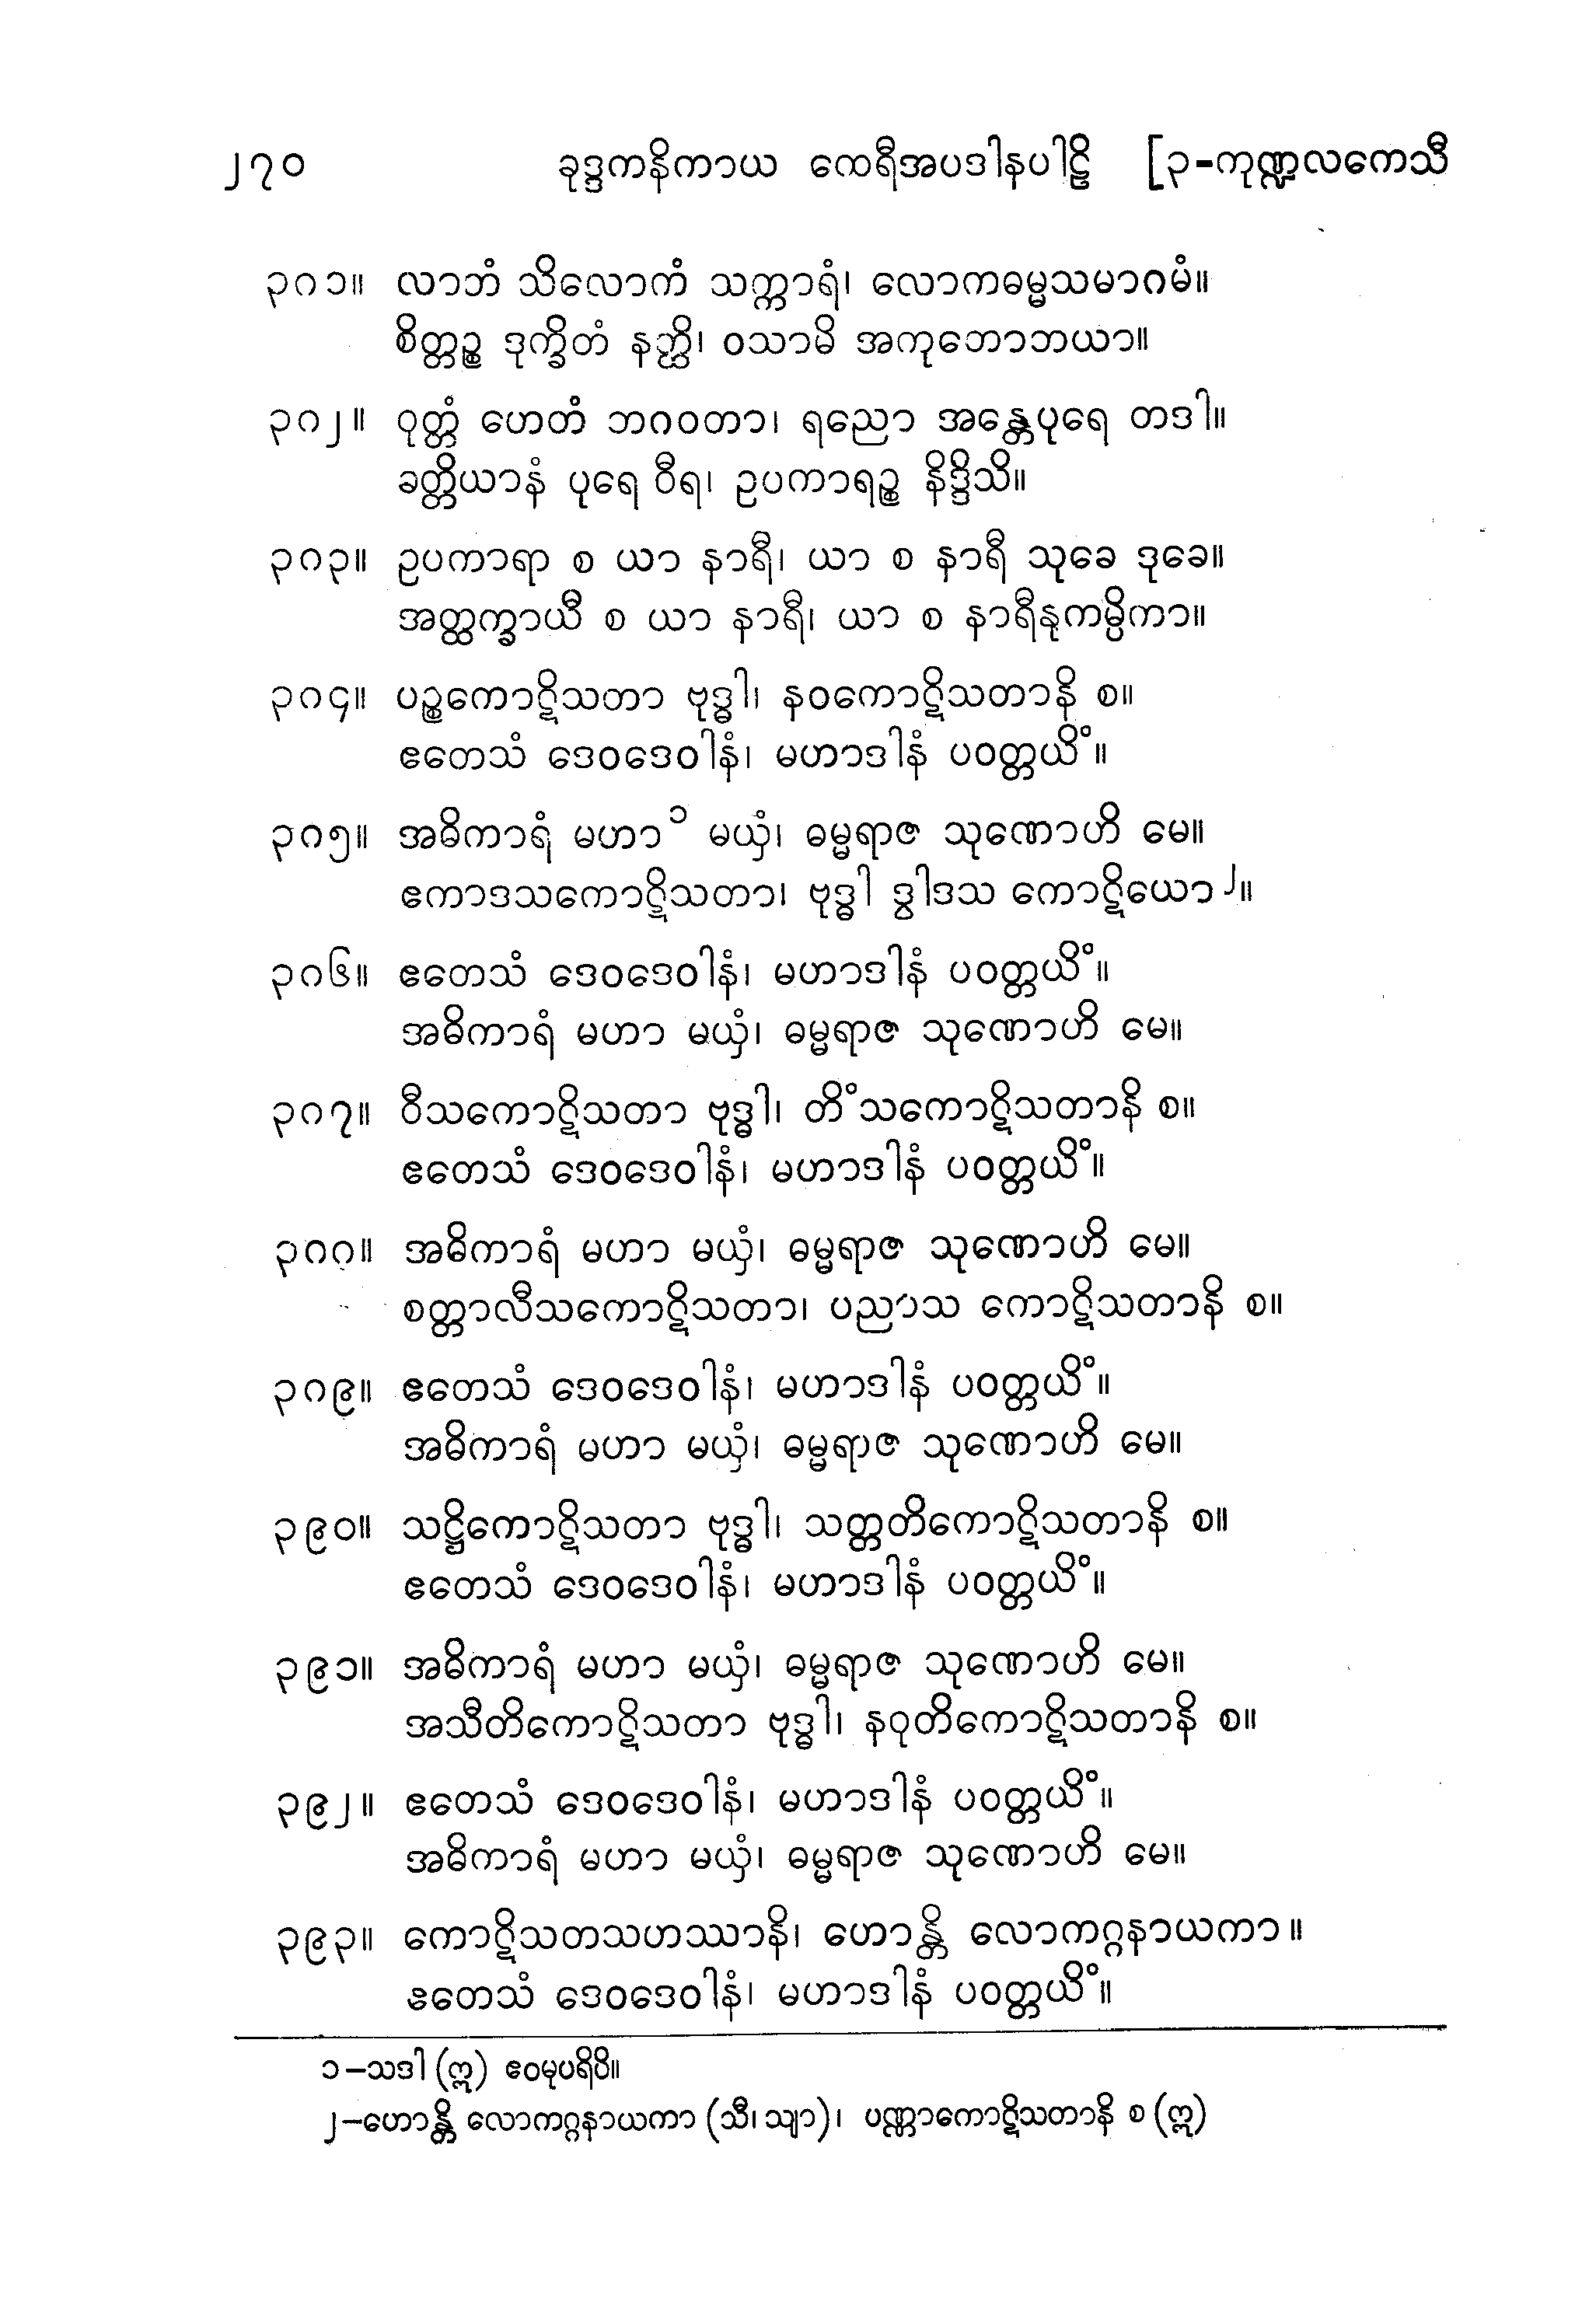 ၂၇၀ ခုဒ္ဒကနိကာယ ထေရီအပဒါနပါဠိ [၃-ကုဏ္ဍလကေသီ
၃၈၁။ လာဘံ သိလောကံ သက္ကာရံ၊ လောကဓမ္မသမာဂမံ။
စိတ္တဉ္စ ဒုက္ခိတံ နတ္ထိ၊ ဝသာမိ အကုဘောဘယာ။
၃၈၂။ ဝုတ္တံ ဟေတံ ဘဂဝတာ၊ ရညော အန္တေပုရေ တဒါ။
ခတ္တိယာနံ ပုရေ ဝီရ၊ ဥပကာရဉ္စ နိဒ္ဒိသိ။
၃၈၃။ ဥပကာရာ စ ယာ နာရီ၊ ယာ စ နာရီ သုခေ ဒုခေ။
အတ္ထက္ခာယီ စ ယာ နာရီ၊ ယာ စ နာရီနုကမ္ပိကာ။
၃၈၄။ ပဉ္စကောဋိသတာ ဗုဒ္ဓါ၊ နဝကောဋိသတာနိ စ။
ဧတေသံ ဒေဝဒေဝါနံ၊ မဟာဒါနံ ပဝတ္တယိံ။
၃၈၅။ အဓိကာရံ မဟာ၁ မယှံ၊ ဓမ္မရာဇ သုဏောဟိ မေ။
ဧကာဒသကောဋိသတာ၊ ဗုဒ္ဓါ ဒွါဒသ ကောဋိယော၂။
၃၈၆။ ဧတေသံ ဒေဝဒေဝါနံ၊ မဟာဒါနံ ပဝတ္တယိံ။
အဓိကာရံ မဟာ မယှံ၊ ဓမ္မရာဇ သုဏောဟိ မေ။
၃၈၇။ ဝီသကောဋိသတာ ဗုဒ္ဓါ၊ တိံသကောဋိသတာနိ စ။
ဧတေသံ ဒေဝဒေဝါနံ၊ မဟာဒါနံ ပဝတ္တယိံ။
၃၈၈။ အဓိကာရံ မဟာ မယှံ၊ ဓမ္မရာဇ သုဏောဟိ မေ။
စတ္တာလီသကောဋိသတာ၊ ပညာသ ကောဋိသတာနိ စ။
၃၈၉။ ဧတေသံ ဒေဝဒေဝါနံ၊ မဟာဒါနံ ပဝတ္တယိံ။
အဓိကာရံ မဟာ မယှံ၊ ဓမ္မရာဇ သုဏောဟိ မေ။
၃၉၀။ သဋ္ဌိကောဋိသတာ ဗုဒ္ဓါ၊ သတ္တတိကောဋိသတာနိ စ။
ဧတေသံ ဒေဝဒေဝါနံ၊ မဟာဒါနံ ပဝတ္တယိံ။
၃၉၁။ အဓိကာရံ မဟာ မယှံ၊ ဓမ္မရာဇ သုဏောဟိ မေ။
အသီတိကောဋိသတာ ဗုဒ္ဓါ၊ နဝုတိကောဋိသတာနိ စ။
၃၉၂။ ဧတေသံ ဒေဝဒေဝါနံ၊ မဟာဒါနံ ပဝတ္တယိံ။
အဓိကာရံ မဟာ မယှံ၊ ဓမ္မရာဇ သုဏောဟိ မေ။
၃၉၃။ ကောဋိသတသဟဿာနိ၊ ဟောန္တိ လောကဂ္ဂနာယကာ။
ဧတေသံ ဒေဝဒေဝါနံ၊ မဟာဒါနံ ပဝတ္တယိံ။
၁−သဒါ (ဣ) ဧဝမုပရိပိ။
၂−ဟောန္တိ လောကဂ္ဂနာယကာ (သီ၊ သျာ)၊ ပဏ္ဏာကောဋိသတာနိ စ (ဣ)